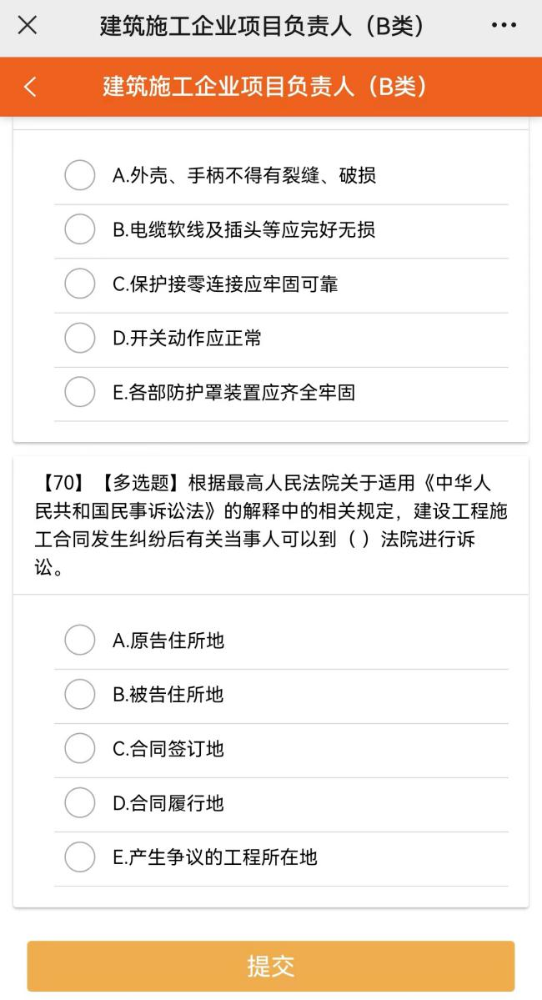 建筑施工企业项目负责人（B类）
建筑施工企业项目负责人（B类）
A.外壳、手柄不得有裂缝、破损
B.电缆软线及插头等应完好无损
C.保护接零连接应牢固可靠
D.开关动作应正常
E.各部防护罩装置应齐全牢固
【70】【多选题】根据最高人民法院关于适用《中华人
民共和国民事诉讼法》的解释中的相关规定，建设工程施
工合同发生纠纷后有关当事人可以到（ ）法院进行诉
讼。
A.原告住所地
B.被告住所地
C.合同签订地
D.合同履行地
E.产生争议的工程所在地
提交